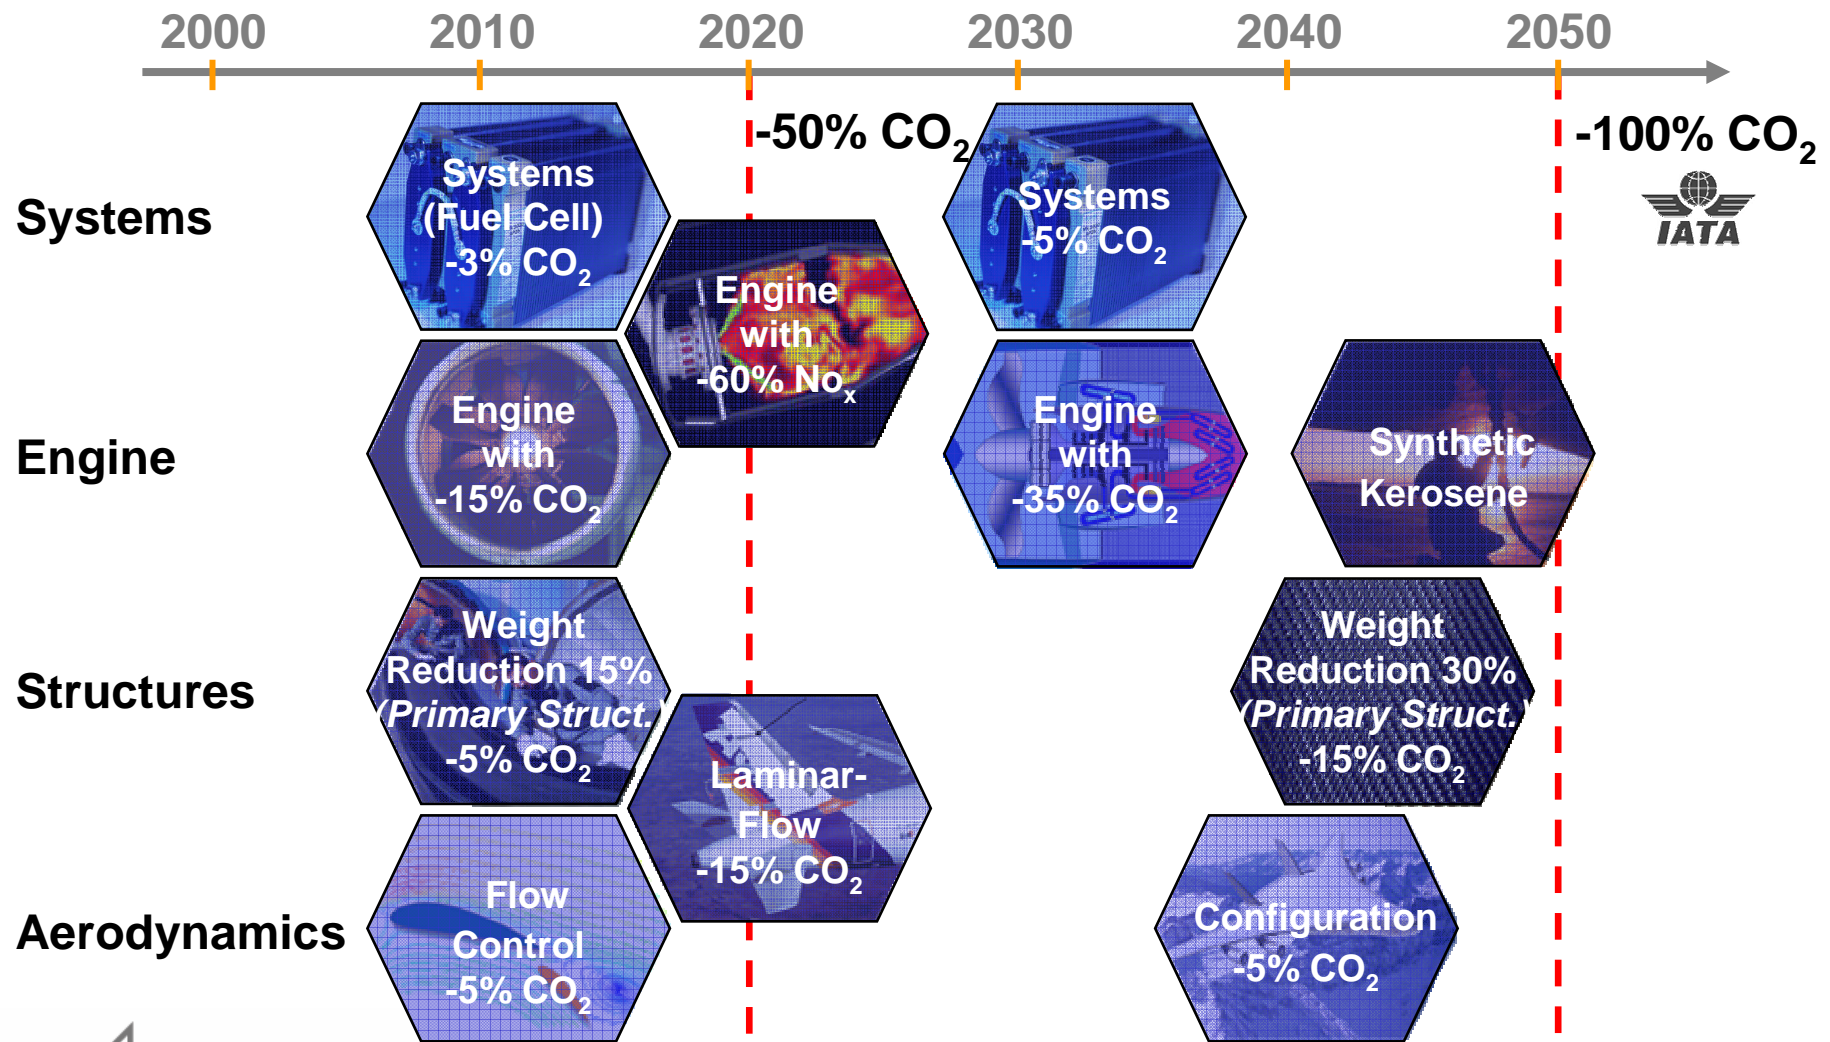 2000 2010 2020 2030 2040 2050
-50% CO2
-100% CO2
IATA
Systems
Systems
(Fuel Cell)
-3% CO2
Systems
-5% CO2
Engine
with
-60% Nox
Engine
Engine
with
-15% CO2
Engine
with
-35% CO2
Synthetic
Kerosene
Structures
Weight
Reduction 15%
(Primary Struct.)
-5% CO2
Weight
Reduction 30%
(Primary Struct.)
-15% CO2
Laminar-
Flow
-15% CO2
Aerodynamics
Flow
Control
-5% CO2
Configuration
-5% CO2